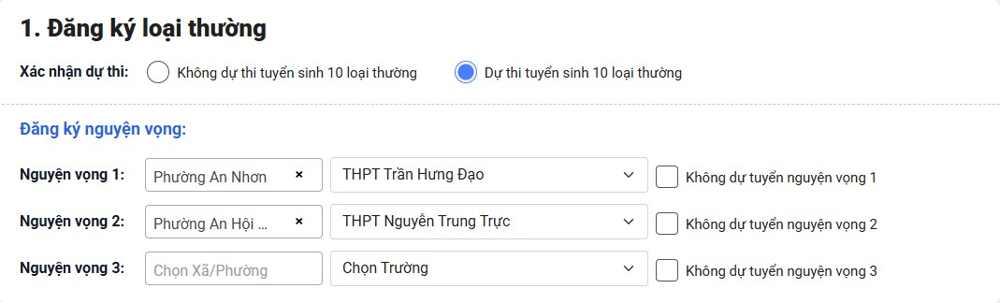 1. Đăng ký loại thường
Xác nhận dự thi: Không dự thi tuyển sinh 10 loại thường Dự thi tuyển sinh 10 loại thường
Đăng ký nguyện vọng:
Nguyện vọng 1: Phường An Nhơn × THPT Trần Hưng Đạo Không dự tuyển nguyện vọng 1
Nguyện vọng 2: Phường An Hội ... × THPT Nguyễn Trung Trực Không dự tuyển nguyện vọng 2
Nguyện vọng 3: Chọn Xã/Phường Chọn Trường Không dự tuyển nguyện vọng 3